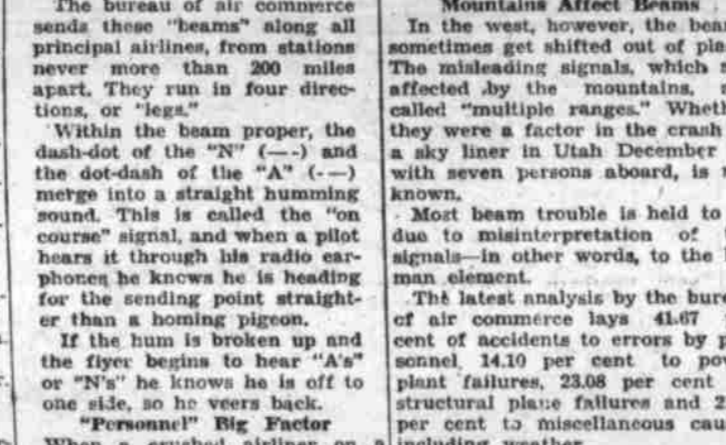 The bureau of air commerce
sends these "beams" along all
principal airlines, from stations
never more than 200 miles
apart. They run in four direc-
tions, or "legs."
Within the beam proper, the
dash-dot of the "N" (—-) and
the dot-dash of the "A" (-—)
merge into a straight humming
sound. This is called the "on
course" signal, and when a pilot
hears it through his radio ear-
phones he knows he is heading
for the sending point straight-
er than a homing pigeon.
If the hum is broken up and
the flyer begins to hear "A's"
or "N's" he knows he is off to
one side, so he veers back.
"Personnel" Big Factor
When a crushed airliner on a
Mountains Affect Beams
In the west, however, the
sometimes get shifted out of
The misleading signals, which
affected by the mountains,
called "multiple ranges."
they were a factor in the crash
a sky liner in Utah December
with seven persons aboard, is
known.
Most beam trouble is held to
due to misinterpretation of
signals—in other words, to the
man element.
The latest analysis by the
of air commerce lays 41.67
cent of accidents to errors by
sonnel, 14.10 per cent to
plant failures, 23.08 per cent
structural plane failures and
per cent to miscellaneous
including weather.